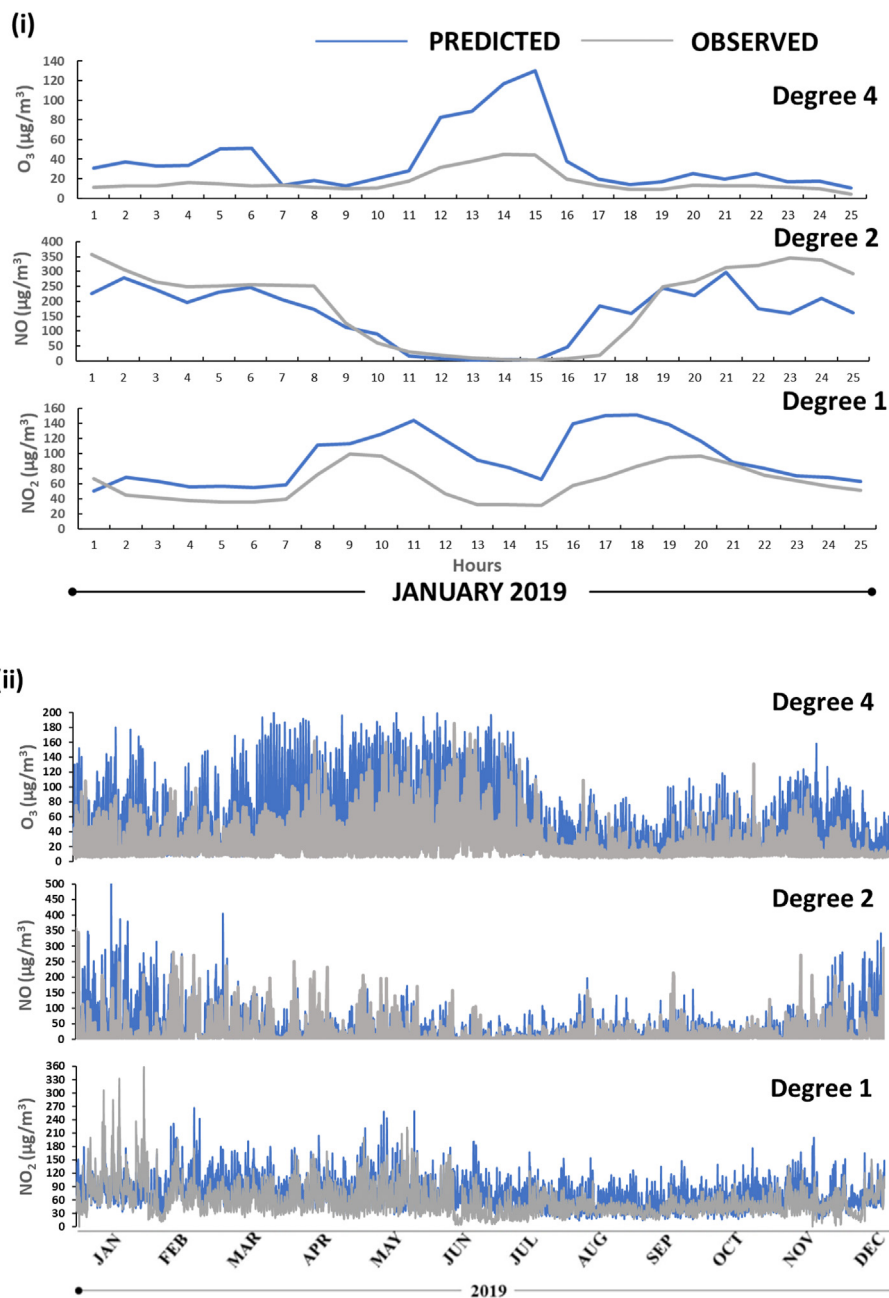 (i)
PREDICTED OBSERVED
Degree 4
O3 (µg/m³)
140
120
100
80
60
40
20
0
1 2 3 4 5 6 7 8 9 10 11 12 13 14 15 16 17 18 19 20 21 22 23 24 25
Degree 2
NO (µg/m³)
400
350
300
250
200
150
100
50
0
1 2 3 4 5 6 7 8 9 10 11 12 13 14 15 16 17 18 19 20 21 22 23 24 25
Degree 1
NO2 (µg/m³)
160
140
120
100
80
60
40
20
0
1 2 3 4 5 6 7 8 9 10 11 12 13 14 15 16 17 18 19 20 21 22 23 24 25
Hours
JANUARY 2019
(ii)
Degree 4
O3 (µg/m³)
200
180
160
140
120
100
80
60
40
20
0
Degree 2
NO (µg/m³)
500
450
400
350
300
250
200
150
100
50
0
Degree 1
NO2 (µg/m³)
360
330
300
270
240
210
180
150
120
90
60
30
0
JAN FEB MAR APR MAY JUN JUL AUG SEP OCT NOV DEC
2019